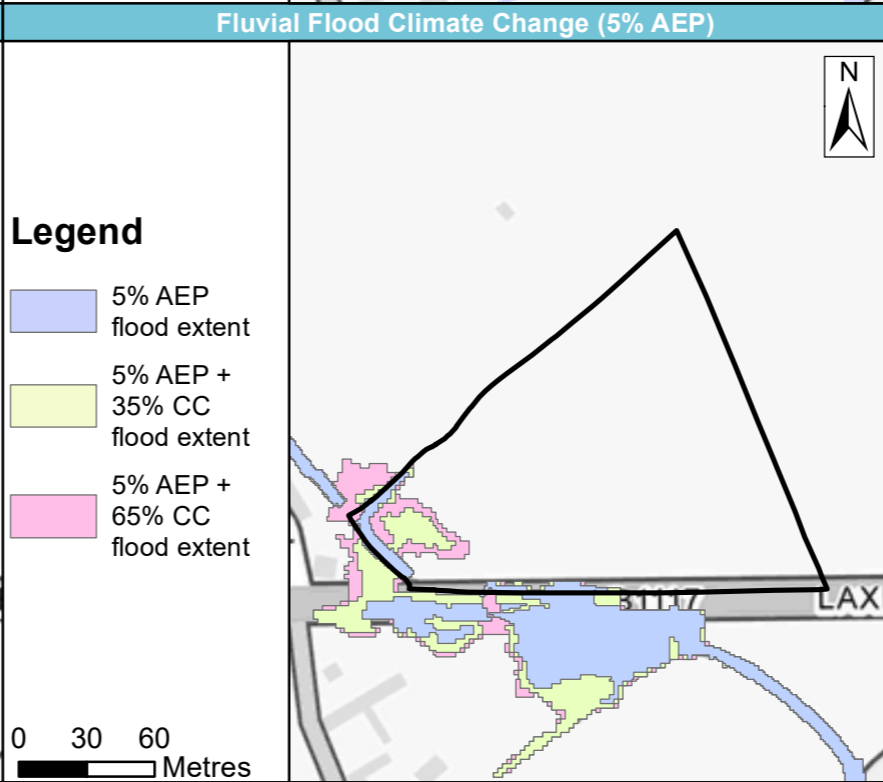 Fluvial Flood Climate Change (5% AEP)
N
Legend
5% AEP
flood extent
5% AEP +
35% CC
flood extent
5% AEP +
65% CC
flood extent
B1117
LAX
0 30 60
Metres